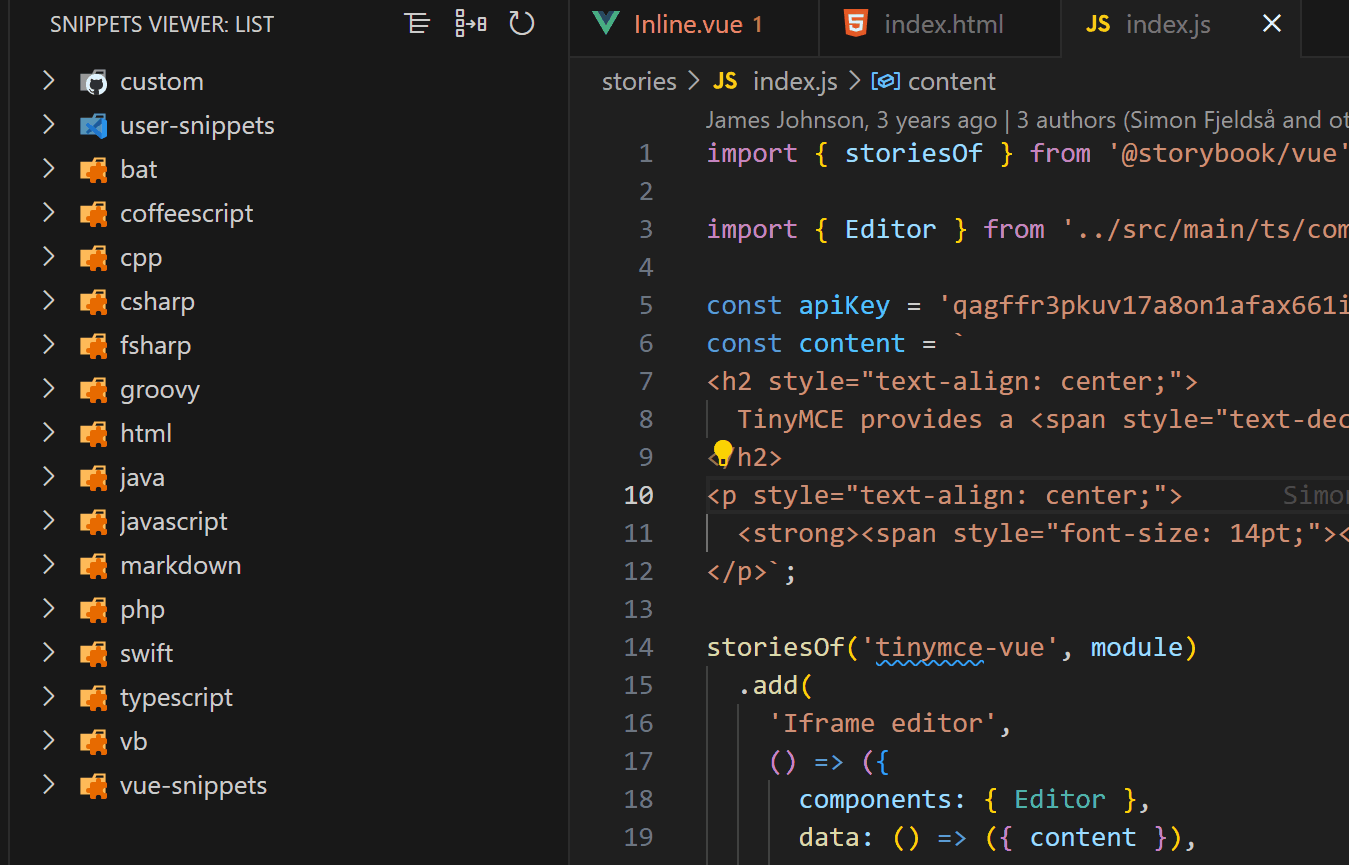 SNIPPETS VIEWER: LIST
custom
user-snippets
bat
coffeescript
cpp
csharp
fsharp
groovy
html
java
javascript
markdown
php
swift
typescript
vb
vue-snippets
Inline.vue 1
index.html
JS index.js
stories > JS index.js > content
James Johnson, 3 years ago | 3 authors (Simon Fjeldså and ot
1 import { storiesOf } from '@storybook/vue'
2
3 import { Editor } from '../src/main/ts/com
4
5 const apiKey = 'qagffr3pkuv17a8on1afax661i
6 const content = `
7 <h2 style="text-align: center;">
8 TinyMCE provides a <span style="text-dec
9 </h2>
10 <p style="text-align: center;"> Simon
11 <strong><span style="font-size: 14pt;"><
12 </p>`;
13
14 storiesOf('tinymce-vue', module)
15 .add(
16 'Iframe editor',
17 () => ({
18 components: { Editor },
19 data: () => ({ content }),